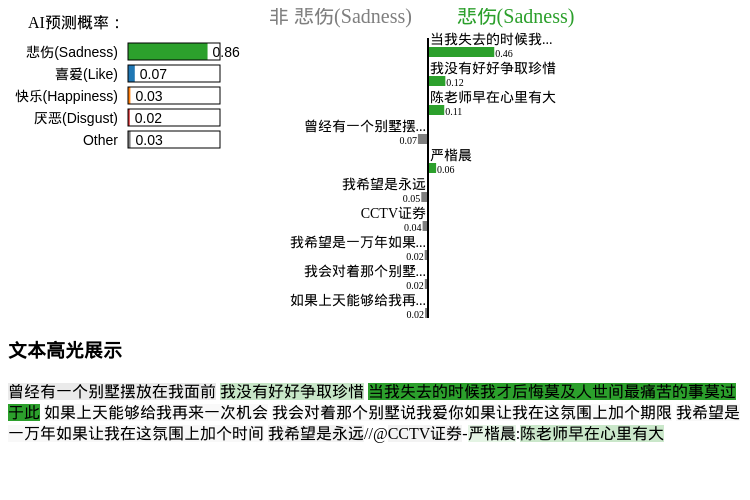 AI预测概率：
悲伤(Sadness) 0.86
喜爱(Like) 0.07
快乐(Happiness) 0.03
厌恶(Disgust) 0.02
Other 0.03
非 悲伤(Sadness) 悲伤(Sadness)
当我失去的时候我...
0.46
我没有好好争取珍惜
0.12
陈老师早在心里有大
0.11
曾经有一个别墅摆...
0.07
严楷晨
0.06
我希望是永远
0.05
CCTV证券
0.04
我希望是一万年如果...
0.02
我会对着那个别墅...
0.02
如果上天能够给我再...
0.02
文本高光展示
曾经有一个别墅摆放在我面前 我没有好好争取珍惜 当我失去的时候我才后悔莫及人世间最痛苦的事莫过
于此 如果上天能够给我再来一次机会 我会对着那个别墅说我爱你如果让我在这氛围上加个期限 我希望是
一万年如果让我在这氛围上加个时间 我希望是永远//@CCTV证券-严楷晨:陈老师早在心里有大